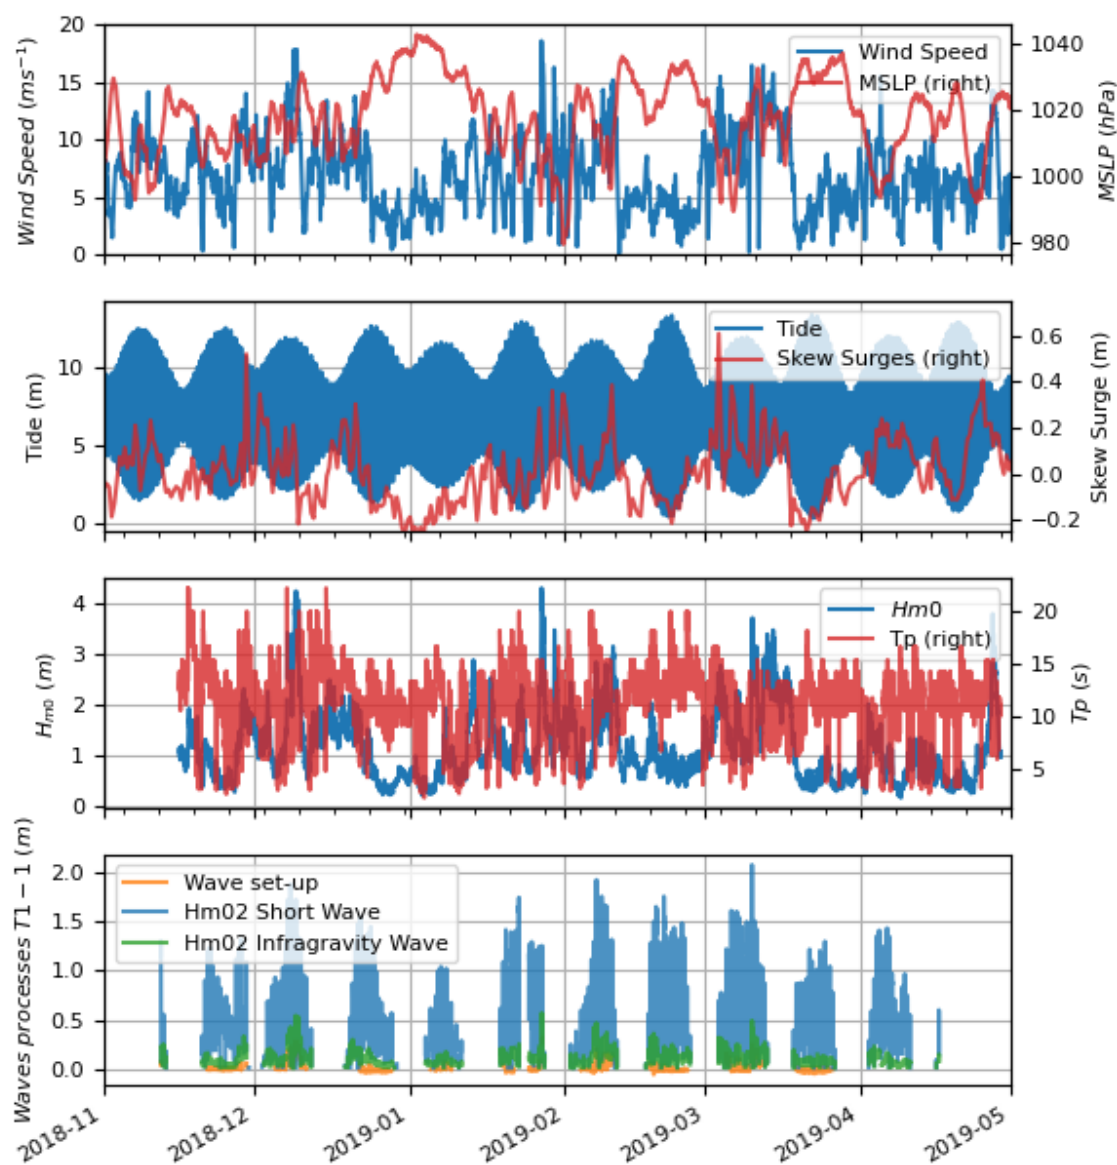 20
15
10
5
0
Wind Speed (ms⁻¹)
Wind Speed
MSLP (right)
1040
1020
1000
980
MSLP (hPa)
10
5
0
Tide (m)
Tide
Skew Surges (right)
0.6
0.4
0.2
0.0
−0.2
Skew Surge (m)
4
3
2
1
0
Hm0 (m)
Hm0
Tp (right)
20
15
10
5
Tp (s)
2.0
1.5
1.0
0.5
0.0
Waves processes T1 − 1 (m)
Wave set-up
Hm02 Short Wave
Hm02 Infragravity Wave
2018-11
2018-12
2019-01
2019-02
2019-03
2019-04
2019-05